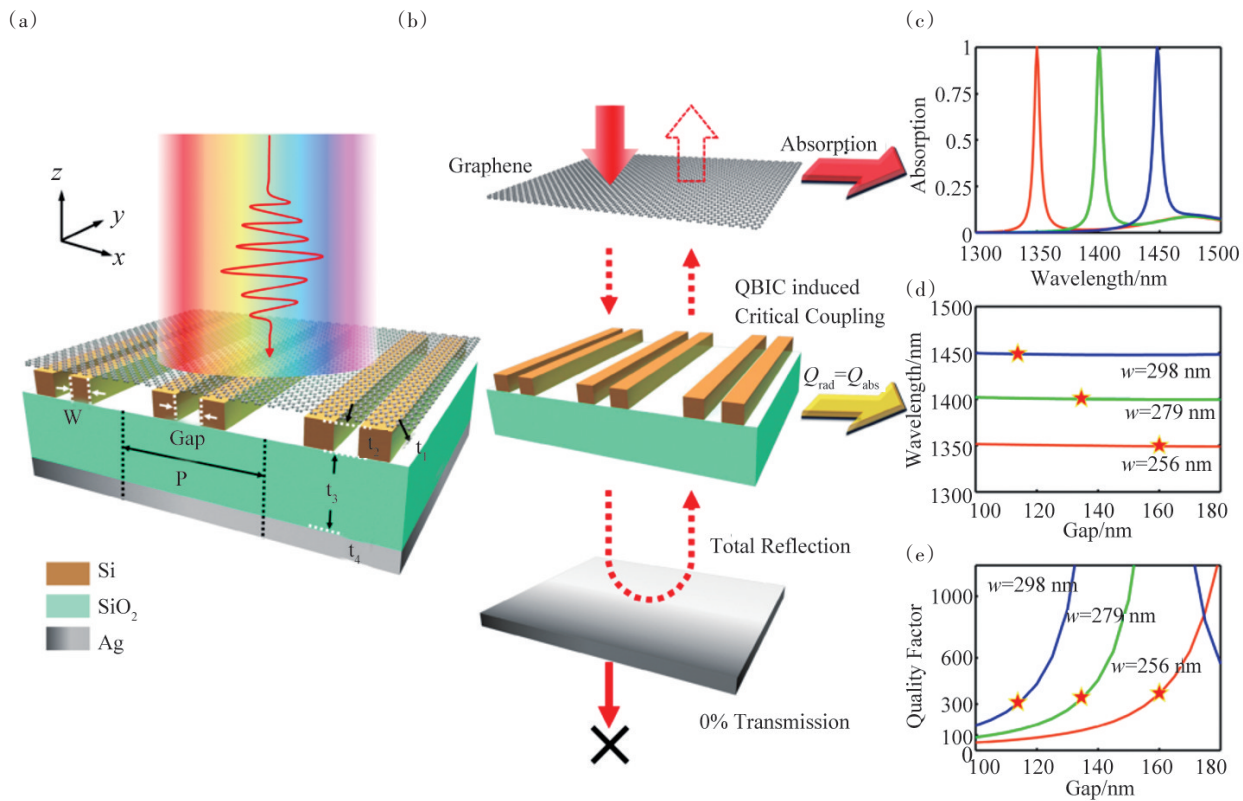 (a)
z
y
x
W
Gap
P
t2
t1
t3
t4
Si
SiO2
Ag
(b)
Graphene
Absorption
QBIC induced
Critical Coupling
Qrad=Qabs
Total Reflection
0% Transmission
(c)
1
0.75
0.5
0.25
0
Absorption
1300 1350 1400 1450 1500
Wavelength/nm
(d)
1500
1450
1400
1350
1300
Wavelength/nm
w=298 nm
w=279 nm
w=256 nm
100 120 140 160 180
Gap/nm
(e)
1000
600
300
100
0
Quality Factor
w=298 nm
w=279 nm
w=256 nm
100 120 140 160 180
Gap/nm